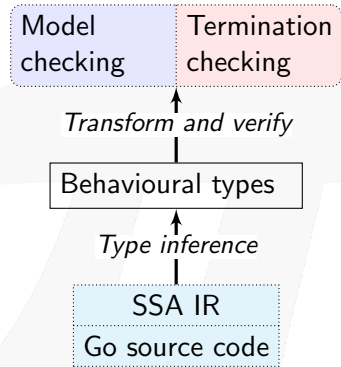 Model
checking
Termination
checking
Transform and verify
Behavioural types
Type inference
SSA IR
Go source code